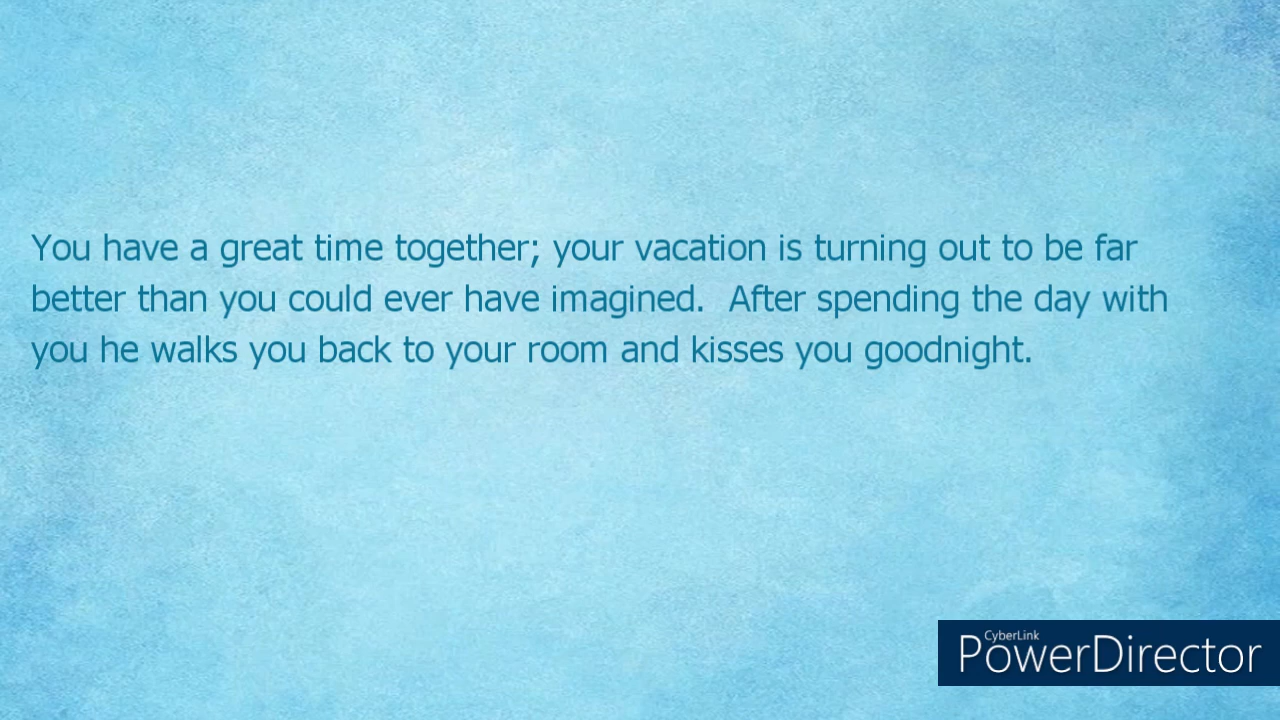 You have a great time together; your vacation is turning out to be far
better than you could ever have imagined.  After spending the day with
you he walks you back to your room and kisses you goodnight.
CyberLink
PowerDirector